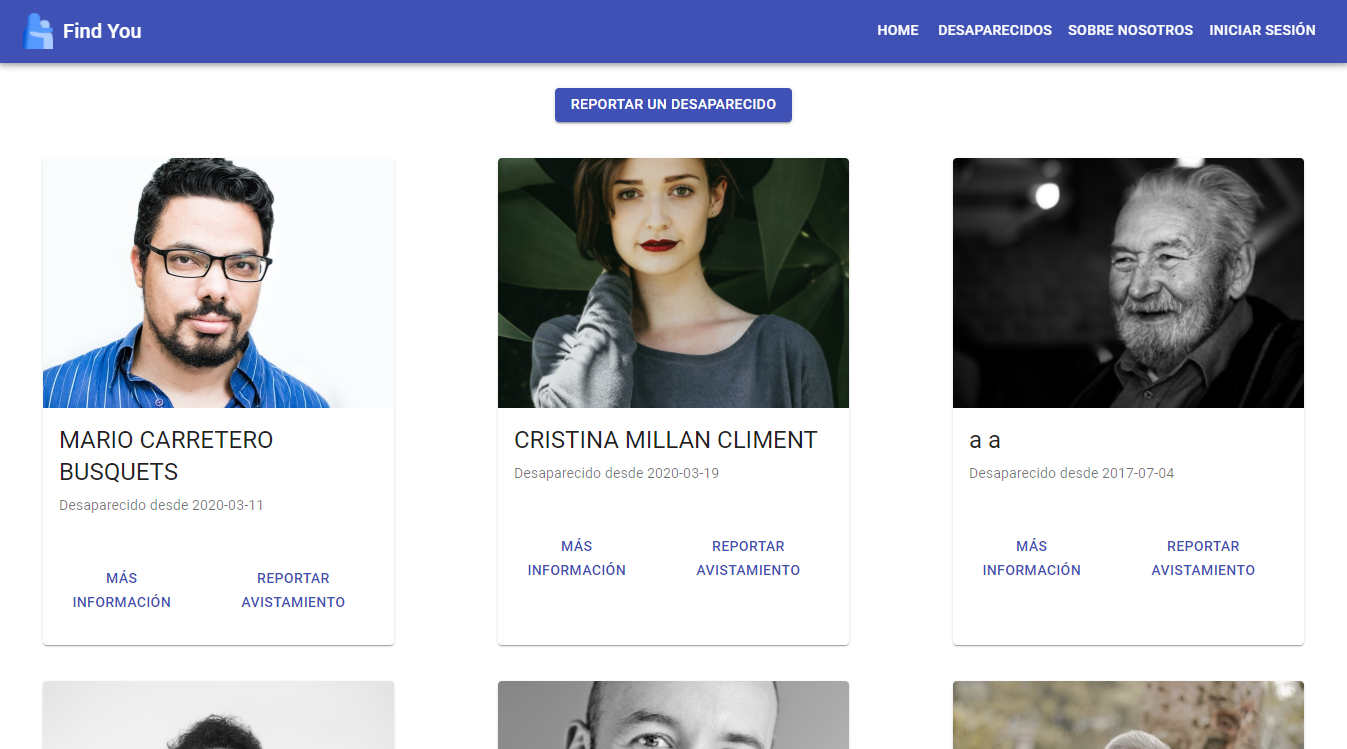 Find You
HOME
DESAPARECIDOS
SOBRE NOSOTROS
INICIAR SESIÓN
REPORTAR UN DESAPARECIDO
MARIO CARRETERO
BUSQUETS
Desaparecido desde 2020-03-11
MÁS
INFORMACIÓN
REPORTAR
AVISTAMIENTO
CRISTINA MILLAN CLIMENT
Desaparecido desde 2020-03-19
MÁS
INFORMACIÓN
REPORTAR
AVISTAMIENTO
a a
Desaparecido desde 2017-07-04
MÁS
INFORMACIÓN
REPORTAR
AVISTAMIENTO